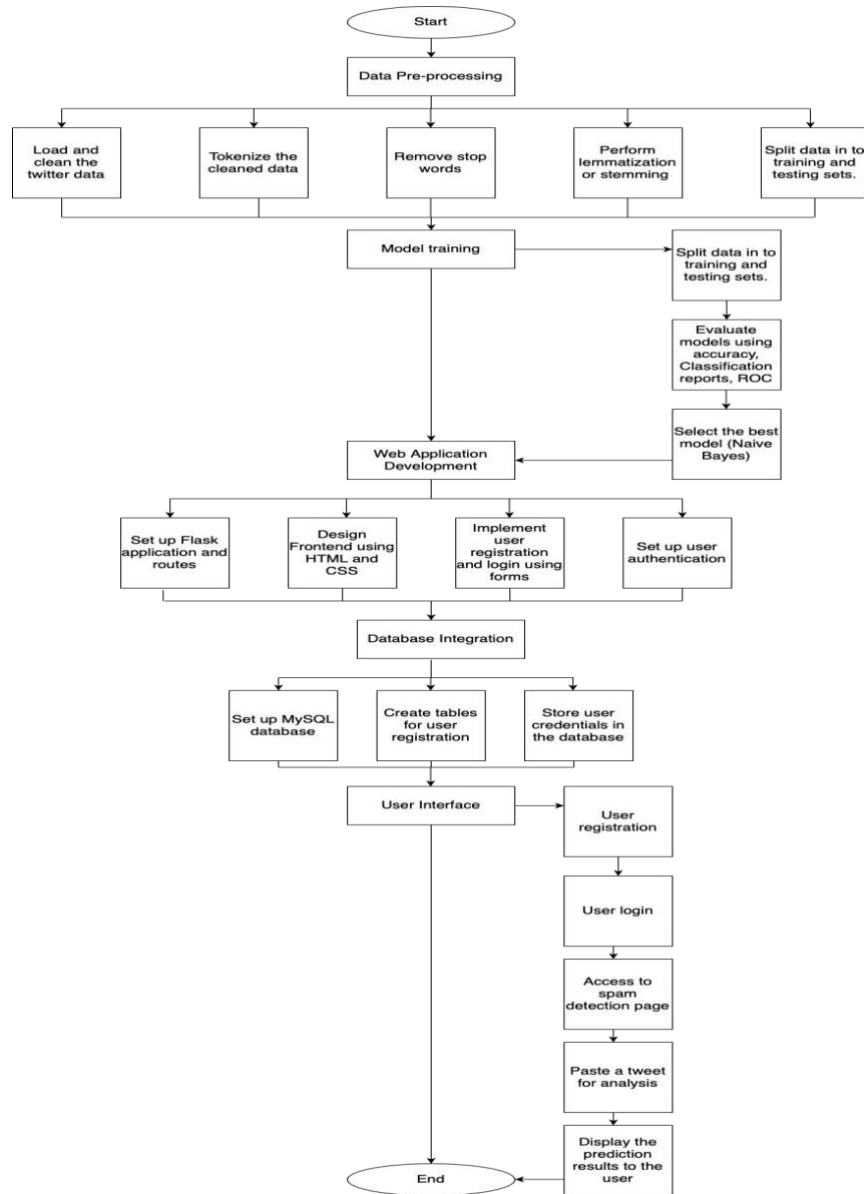 Start
Data Pre-processing
Load and
clean the
twitter data
Tokenize the
cleaned data
Remove stop
words
Perform
lemmatization
or stemming
Split data in to
training and
testing sets.
Model training
Split data in to
training and
testing sets.
Evaluate
models using
accuracy,
Classification
reports, ROC
Select the best
model (Naive
Bayes)
Web Application
Development
Set up Flask
application and
routes
Design
Frontend using
HTML and
CSS
Implement
user
registration
and login using
forms
Set up user
authentication
Database Integration
Set up MySQL
database
Create tables
for user
registration
Store user
credentials in
the database
User Interface
User
registration
User login
Access to
spam
detection page
Paste a tweet
for analysis
Display the
prediction
results to the
user
End